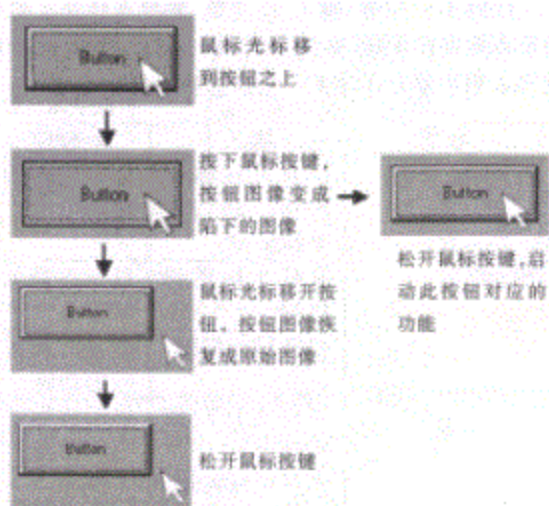 Button
鼠标光标移
到按钮之上
Button
按下鼠标按键，
按钮图像变成
陷下的图像
Button
松开鼠标按键，启
动此按钮对应的
功能
Button
鼠标光标移开按
钮，按钮图像恢
复成原始图像
Button
松开鼠标按键